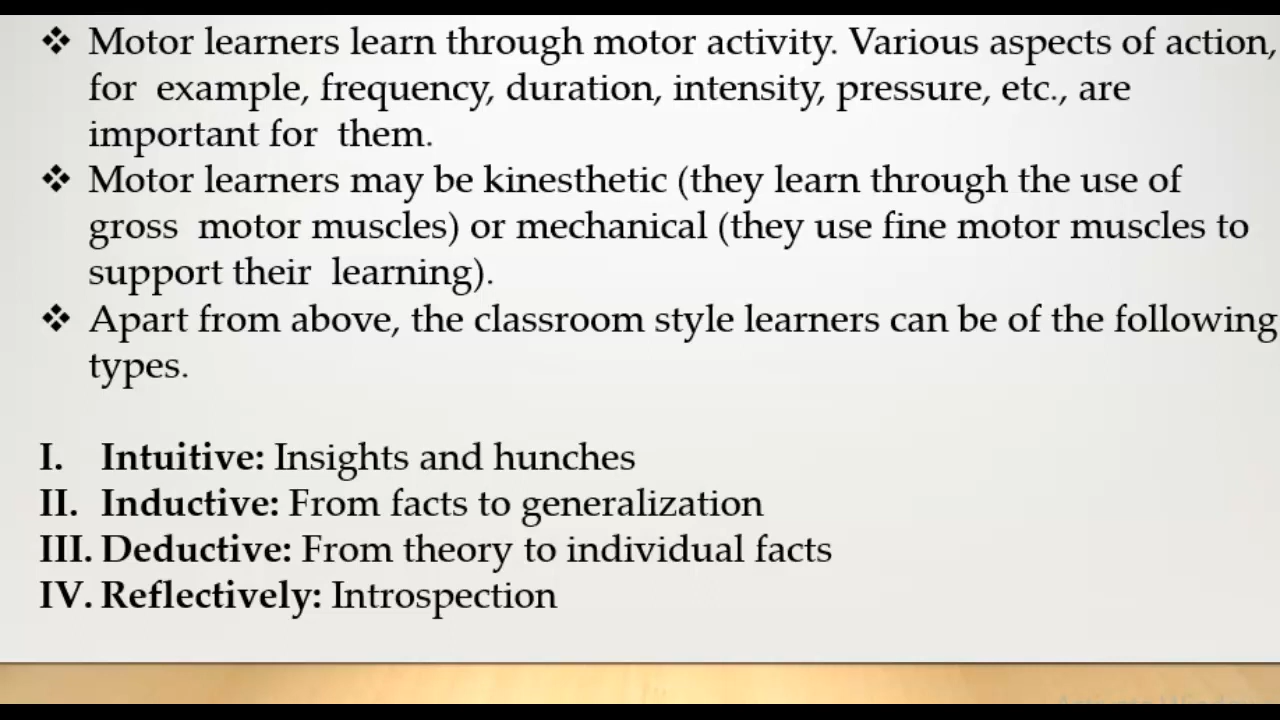 ❖ Motor learners learn through motor activity. Various aspects of action,
for example, frequency, duration, intensity, pressure, etc., are
important for them.
❖ Motor learners may be kinesthetic (they learn through the use of
gross motor muscles) or mechanical (they use fine motor muscles to
support their learning).
❖ Apart from above, the classroom style learners can be of the following
types.
I. Intuitive: Insights and hunches
II. Inductive: From facts to generalization
III. Deductive: From theory to individual facts
IV. Reflectively: Introspection